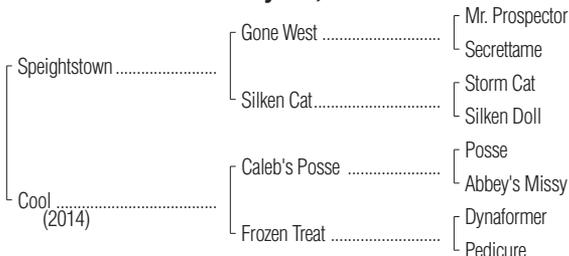 Mr. Prospector
Gone West ........................
Secrettame
Speightstown ....................
Storm Cat
Silken Cat..........................
Silken Doll
Posse
Caleb's Posse ...................
Abbey's Missy
Cool ................................
(2014)
Dynaformer
Frozen Treat ......................
Pedicure